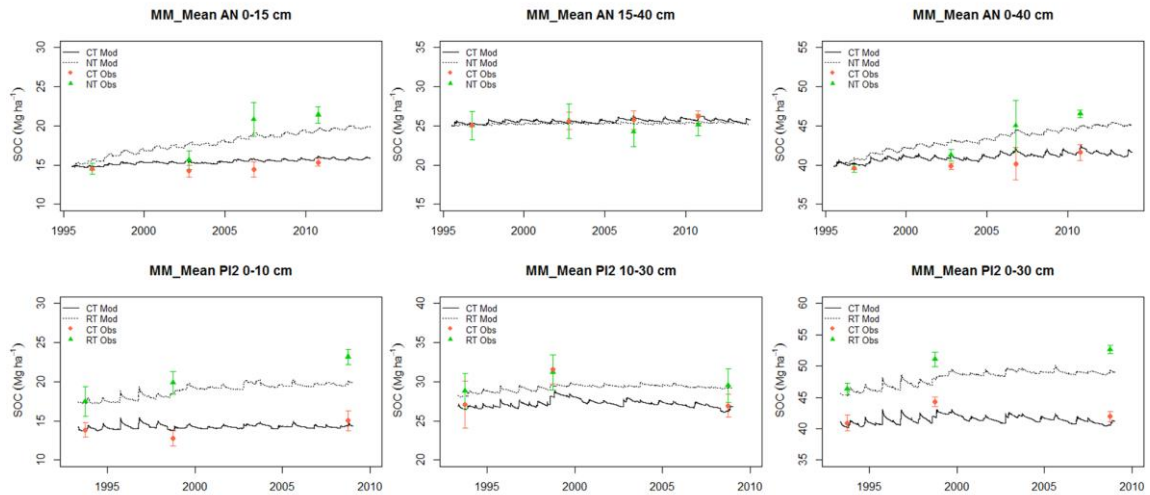 MM_Mean AN 0-15 cm
SOC (Mg ha⁻¹)
30
25
20
15
10
CT Mod
NT Mod
CT Obs
NT Obs
1995 2000 2005 2010
MM_Mean AN 15-40 cm
SOC (Mg ha⁻¹)
35
30
25
20
15
CT Mod
NT Mod
CT Obs
NT Obs
1995 2000 2005 2010
MM_Mean AN 0-40 cm
SOC (Mg ha⁻¹)
55
50
45
40
35
CT Mod
NT Mod
CT Obs
NT Obs
1995 2000 2005 2010
MM_Mean PI2 0-10 cm
SOC (Mg ha⁻¹)
30
25
20
15
10
CT Mod
RT Mod
CT Obs
RT Obs
1995 2000 2005 2010
MM_Mean PI2 10-30 cm
SOC (Mg ha⁻¹)
40
35
30
25
20
CT Mod
RT Mod
CT Obs
RT Obs
1995 2000 2005 2010
MM_Mean PI2 0-30 cm
SOC (Mg ha⁻¹)
60
55
50
45
40
35
CT Mod
RT Mod
CT Obs
RT Obs
1995 2000 2005 2010